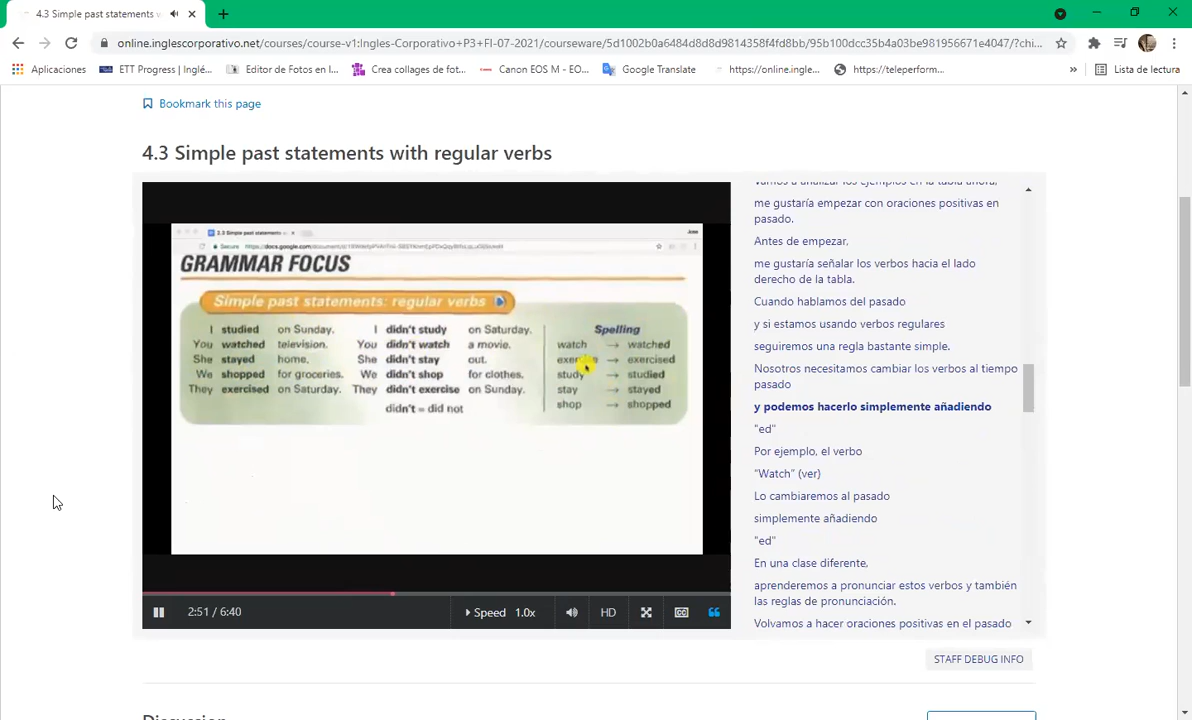 4.3 Simple past statements w
online.inglescorporativo.net/courses/course-v1:Ingles-Corporativo+P3+FI-07-2021/courseware/5d1002b0a6484d8d8d9814358f4fd8bb/95b100dcc35b4a03be981956671e4047/?chi...
Aplicaciones
ETT Progress | Inglé...
Editor de Fotos en l...
Crea collages de fot...
Canon EOS M - EO...
Google Translate
https://online.ingle...
https://teleperform...
»
Lista de lectura
Bookmark this page
4.3 Simple past statements with regular verbs
GRAMMAR FOCUS
Simple past statements: regular verbs
I studied on Sunday. I didn't study on Saturday. Spelling
You watched television. You didn't watch a movie. watch → watched
She stayed home. She didn't stay out. exercise → exercised
We shopped for groceries. We didn't shop for clothes. study → studied
They exercised on Saturday. They didn't exercise on Sunday. stay → stayed
didn't = did not shop → shopped
2:51 / 6:40
Speed 1.0x
HD
Vamos a analizar los ejemplos en la tabla ahora,
me gustaría empezar con oraciones positivas en
pasado.
Antes de empezar,
me gustaría señalar los verbos hacia el lado
derecho de la tabla.
Cuando hablamos del pasado
y si estamos usando verbos regulares
seguiremos una regla bastante simple.
Nosotros necesitamos cambiar los verbos al tiempo
pasado
y podemos hacerlo simplemente añadiendo
"ed"
Por ejemplo, el verbo
"Watch" (ver)
Lo cambiaremos al pasado
simplemente añadiendo
"ed"
En una clase diferente,
aprenderemos a pronunciar estos verbos y también
las reglas de pronunciación.
Volvamos a hacer oraciones positivas en el pasado
STAFF DEBUG INFO
Discussion